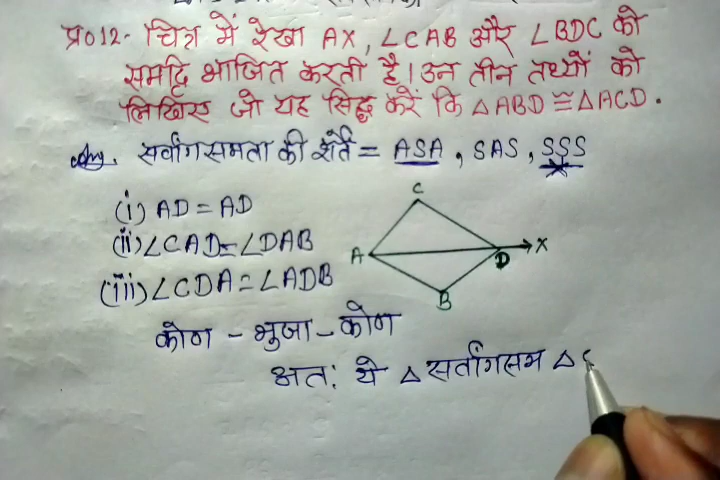 प्र०12- चित्र में रेखा AX, ∠CAB और ∠BDC को
समद्वि भाजित करती है। उन तीन तथ्यों को
लिखिए जो यह सिद्ध करें कि △ABD ≅ △ACD.
Ans. सर्वांगसमता की शर्तें = ASA, SAS, SSS
(i) AD = AD
(ii) ∠CAD = ∠DAB
(iii) ∠CDA = ∠ADB
C
A
D
X
B
कोण - भुजा - कोण
अतः ये △ सर्वांगसम △